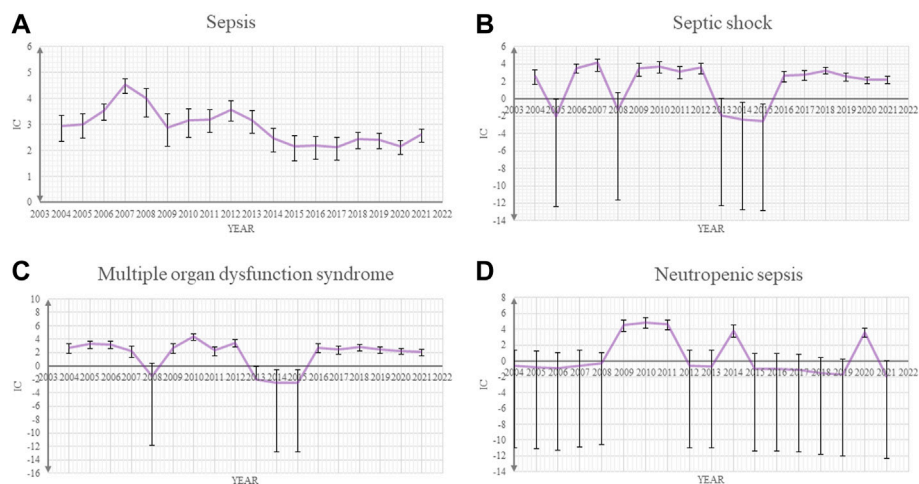 A
Sepsis
6
5
4
3
2
1
0
IC
2003 2004 2005 2006 2007 2008 2009 2010 2011 2012 2013 2014 2015 2016 2017 2018 2019 2020 2021 2022
YEAR
B
Septic shock
6
4
2
0
-2
-4
-6
-8
-10
-12
-14
IC
2003 2004 2005 2006 2007 2008 2009 2010 2011 2012 2013 2014 2015 2016 2017 2018 2019 2020 2021 2022
YEAR
C
Multiple organ dysfunction syndrome
10
8
6
4
2
0
-2
-4
-6
-8
-10
-12
-14
-16
IC
2003 2004 2005 2006 2007 2008 2009 2010 2011 2012 2013 2014 2015 2016 2017 2018 2019 2020 2021 2022
YEAR
D
Neutropenic sepsis
8
6
4
2
0
-2
-4
-6
-8
-10
-12
-14
IC
2004 2005 2006 2007 2008 2009 2010 2011 2012 2013 2014 2015 2016 2017 2018 2019 2020 2021 2022
YEAR